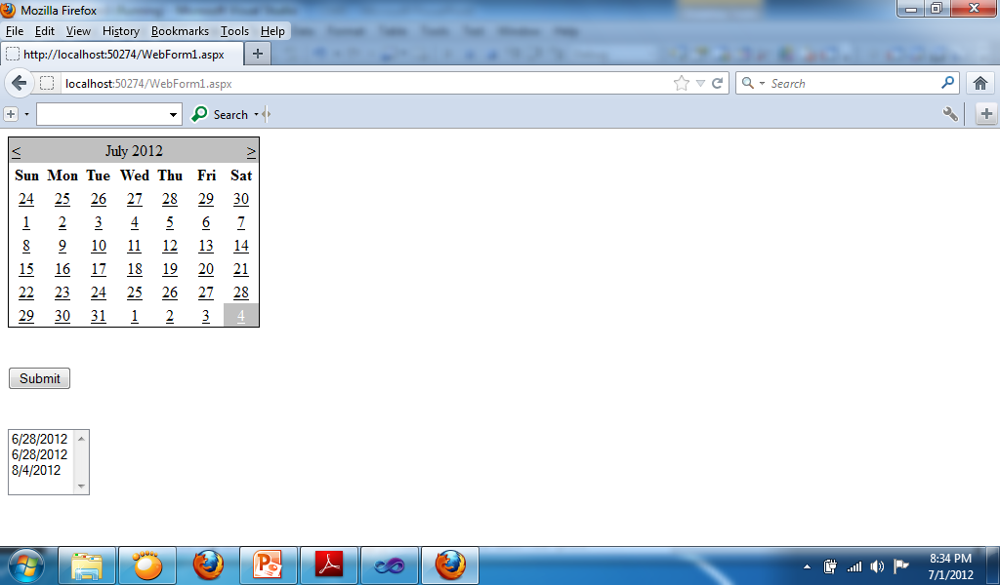 Mozilla Firefox
File Edit View History Bookmarks Tools Help
http://localhost:50274/WebForm1.aspx +
localhost:50274/WebForm1.aspx Search
Search
< July 2012 >
Sun Mon Tue Wed Thu Fri Sat
24 25 26 27 28 29 30
1 2 3 4 5 6 7
8 9 10 11 12 13 14
15 16 17 18 19 20 21
22 23 24 25 26 27 28
29 30 31 1 2 3 4
Submit
6/28/2012
6/28/2012
8/4/2012
8:34 PM
7/1/2012